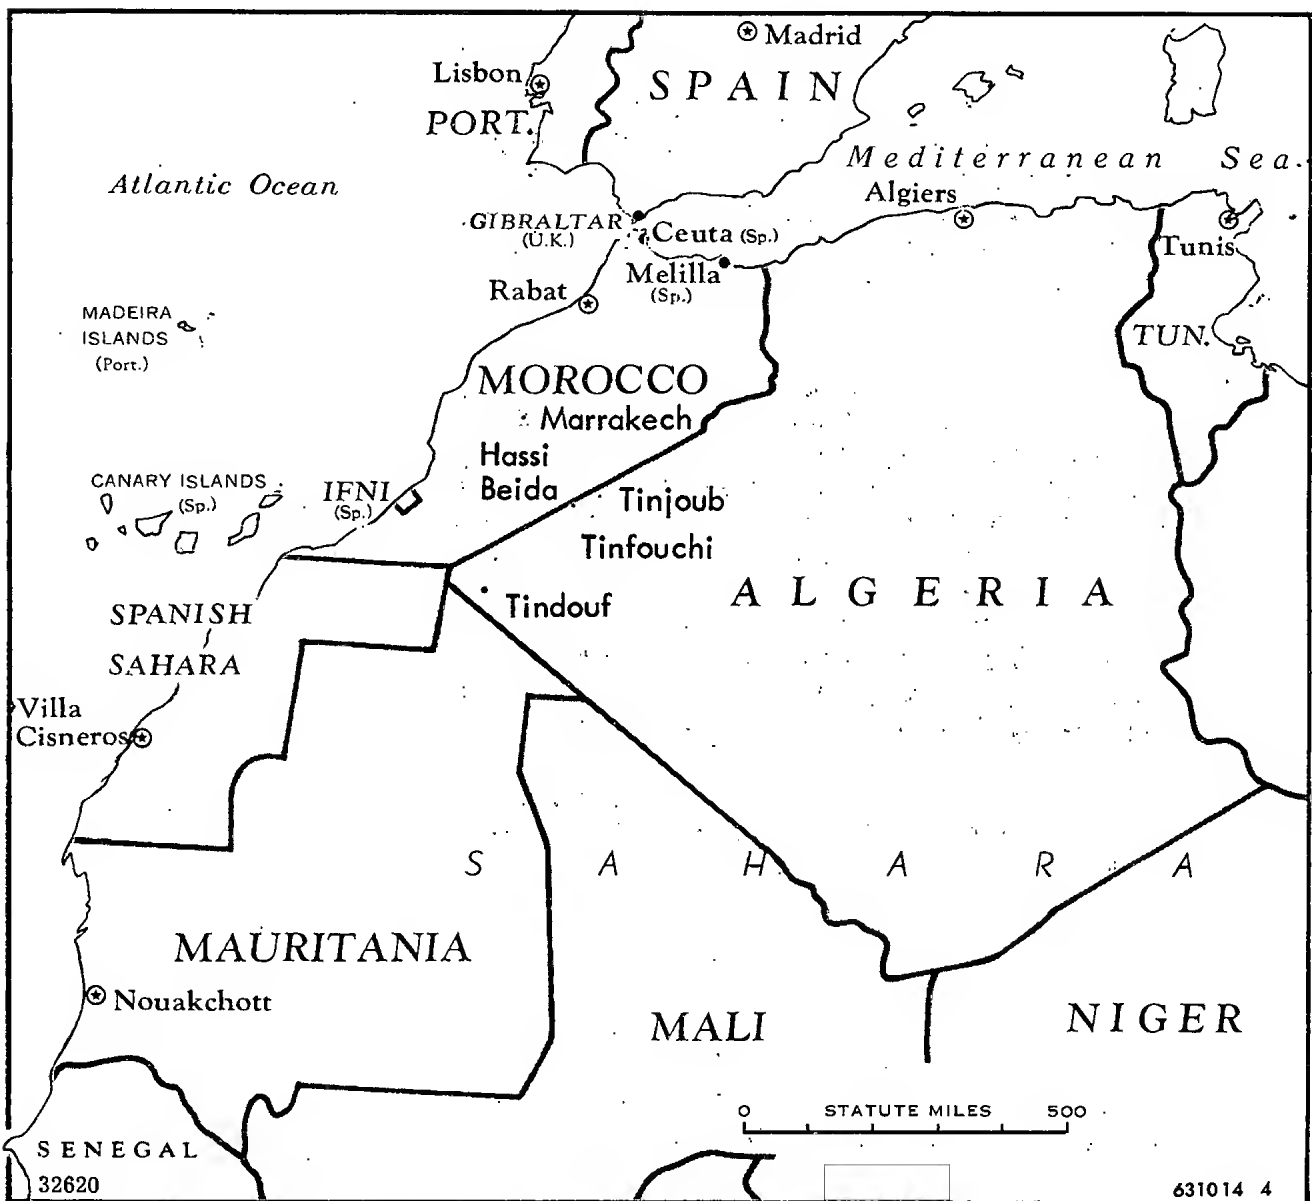 Madrid
Lisbon
SPAIN
PORT.
Mediterranean Sea.
Atlantic Ocean
Algiers
GIBRALTAR
(U.K.)
Ceuta (Sp.)
Tunis
Melilla
(Sp.)
Rabat
MADEIRA
ISLANDS
(Port.)
TUN.
MOROCCO
Marrakech
Hassi
Beida
CANARY ISLANDS
(Sp.)
IFNI
(Sp.)
Tinjoub
Tinfouchi
ALGERIA
Tindouf
SPANISH
SAHARA
Villa
Cisneros
SAHARA
MAURITANIA
Nouakchott
MALI
NIGER
0 STATUTE MILES 500
SENEGAL
32620
631014 4